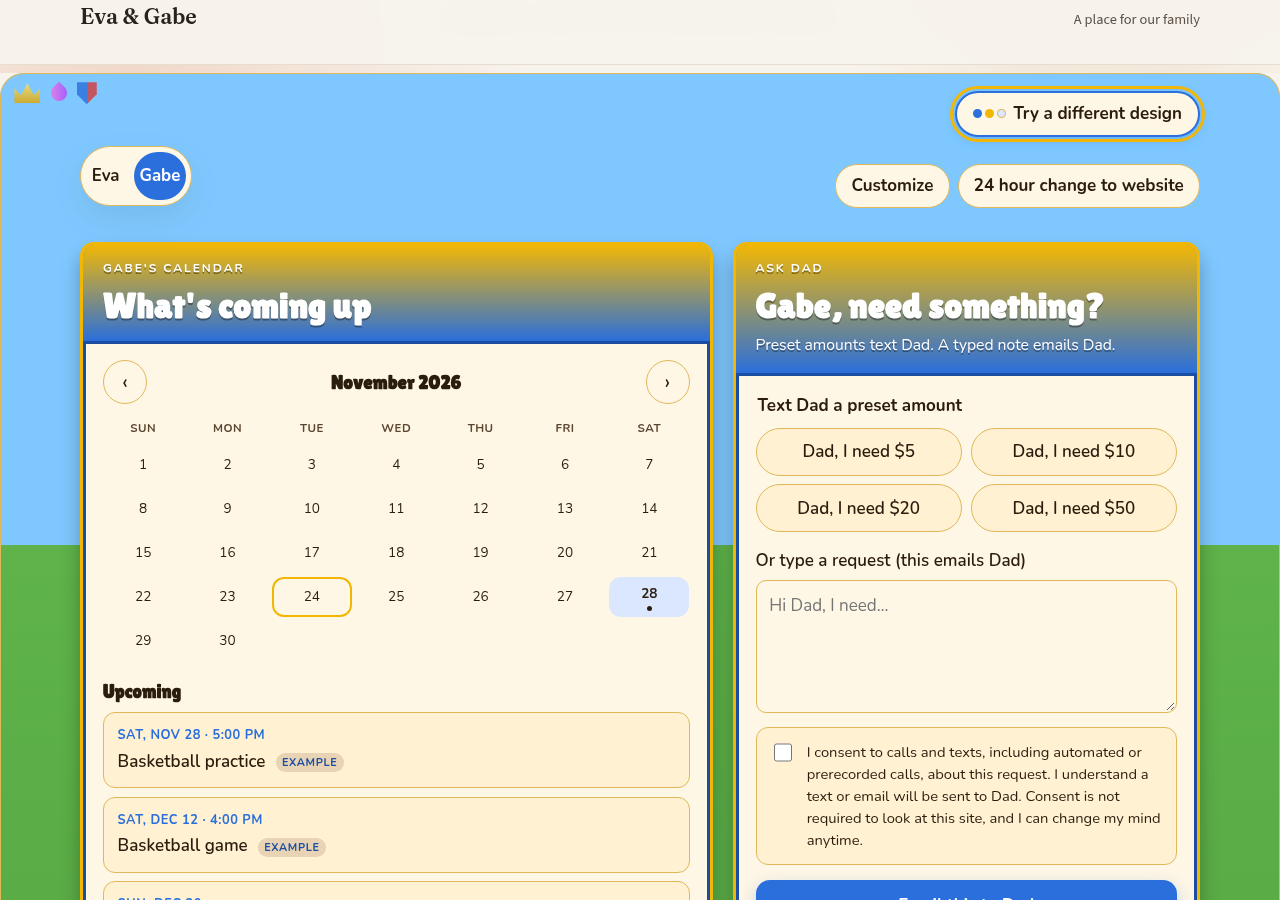 Eva & Gabe
A place for our family
Try a different design
Eva
Gabe
Customize
24 hour change to website
GABE'S CALENDAR
What's coming up
‹
November 2026
›
SUN MON TUE WED THU FRI SAT
1 2 3 4 5 6 7
8 9 10 11 12 13 14
15 16 17 18 19 20 21
22 23 24 25 26 27 28
29 30
Upcoming
SAT, NOV 28 · 5:00 PM
Basketball practice EXAMPLE
SAT, DEC 12 · 4:00 PM
Basketball game EXAMPLE
ASK DAD
Gabe, need something?
Preset amounts text Dad. A typed note emails Dad.
Text Dad a preset amount
Dad, I need $5
Dad, I need $10
Dad, I need $20
Dad, I need $50
Or type a request (this emails Dad)
Hi Dad, I need...
I consent to calls and texts, including automated or
prerecorded calls, about this request. I understand a
text or email will be sent to Dad. Consent is not
required to look at this site, and I can change my mind
anytime.